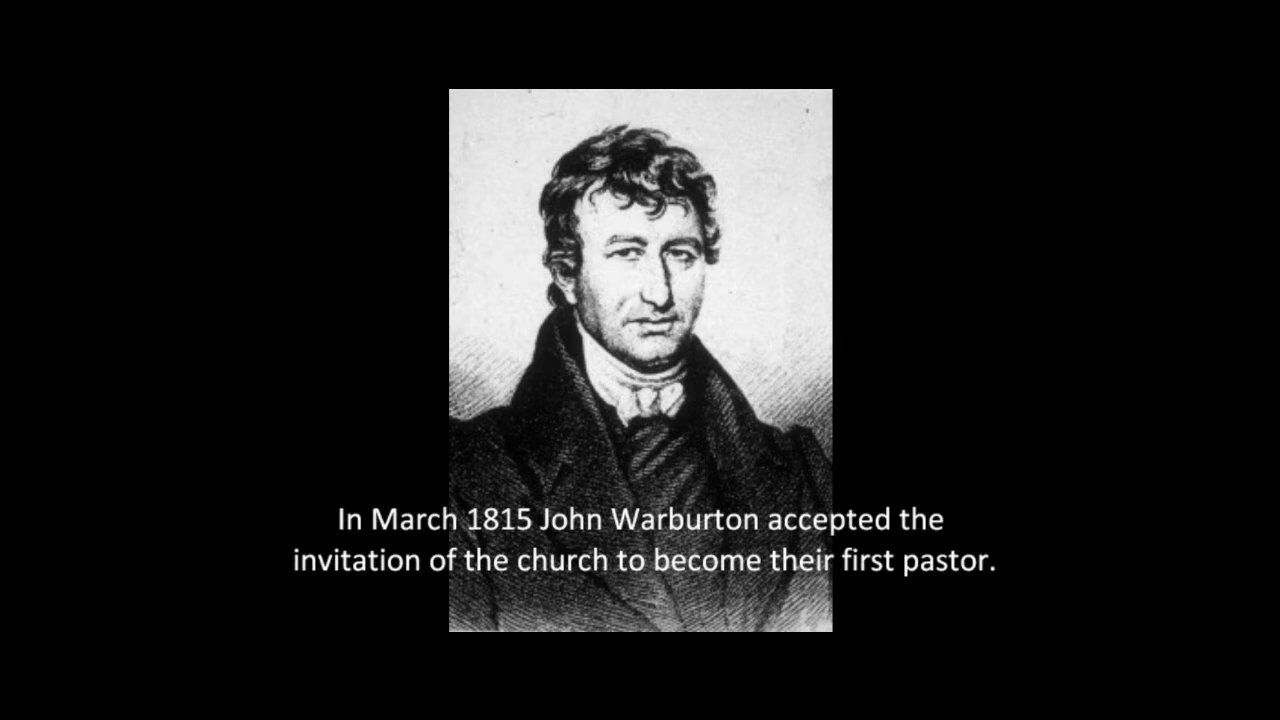 In March 1815 John Warburton accepted the
invitation of the church to become their first pastor.